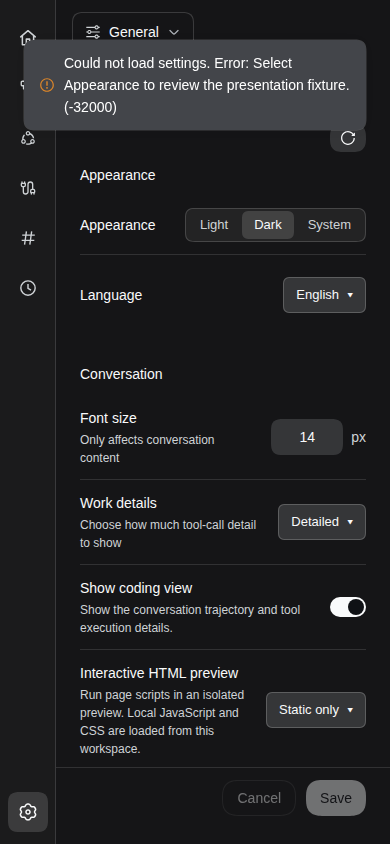 General
Could not load settings. Error: Select
Appearance to review the presentation fixture.
(-32000)
Appearance
Appearance
Light
Dark
System
Language
English
Conversation
Font size
Only affects conversation
content
14
px
Work details
Choose how much tool-call detail
to show
Detailed
Show coding view
Show the conversation trajectory and tool
execution details.
Interactive HTML preview
Run page scripts in an isolated
preview. Local JavaScript and
CSS are loaded from this
workspace.
Static only
Cancel
Save